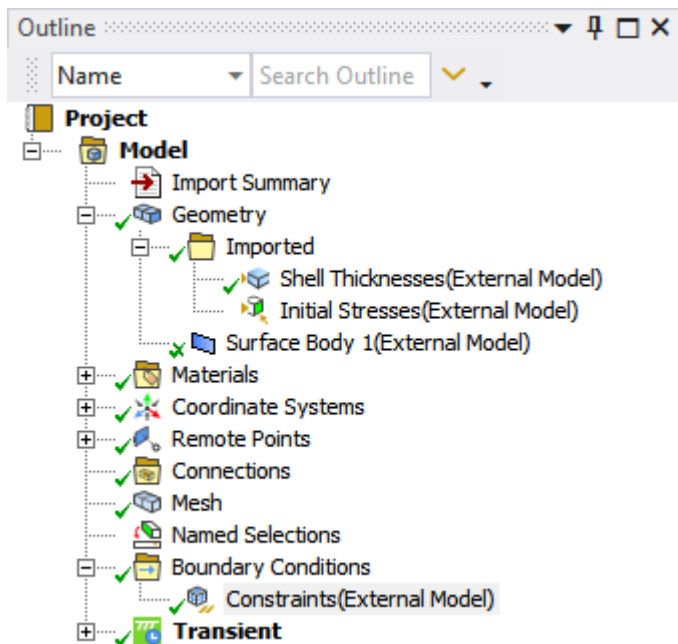 Outline
Name Search Outline
Project
Model
Import Summary
Geometry
Imported
Shell Thicknesses(External Model)
Initial Stresses(External Model)
Surface Body 1(External Model)
Materials
Coordinate Systems
Remote Points
Connections
Mesh
Named Selections
Boundary Conditions
Constraints(External Model)
Transient